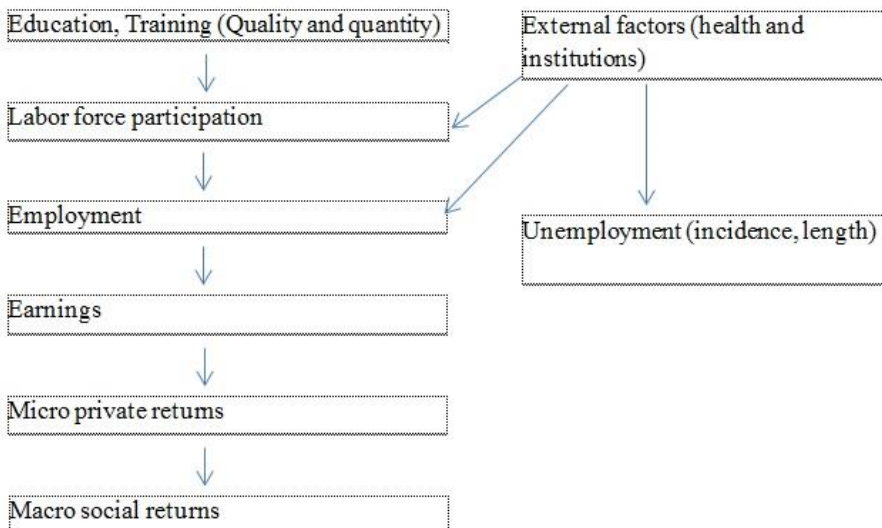 Education, Training (Quality and quantity)
External factors (health and
institutions)
Labor force participation
Employment
Unemployment (incidence, length)
Earnings
Micro private returns
Macro social returns